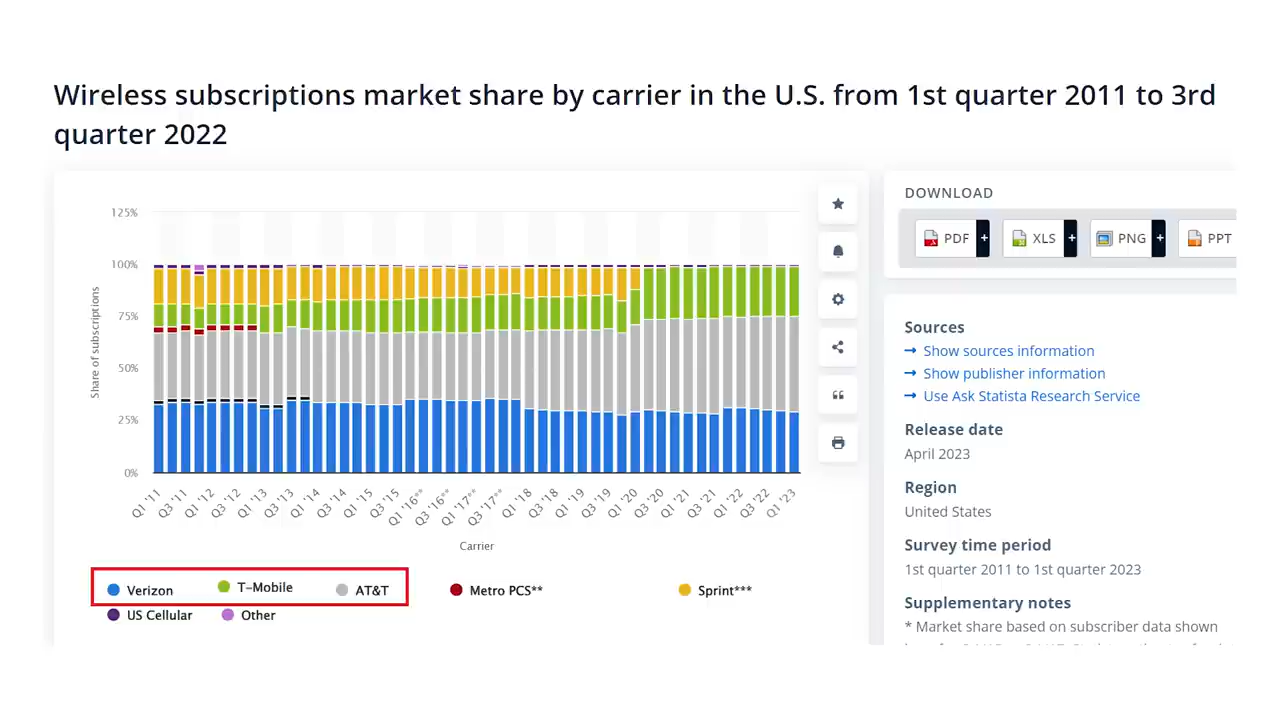 Wireless subscriptions market share by carrier in the U.S. from 1st quarter 2011 to 3rd
quarter 2022
125%
100%
75%
50%
25%
0%
Share of subscriptions
Q1 '11
Q3 '11
Q1 '12
Q3 '12
Q1 '13
Q3 '13
Q1 '14
Q3 '14
Q1 '15
Q3 '15
Q1 '16**
Q3 '16**
Q1 '17**
Q3 '17**
Q1 '18
Q3 '18
Q1 '19
Q3 '19
Q1 '20
Q3 '20
Q1 '21
Q3 '21
Q1 '22
Q3 '22
Q1 '23
Carrier
Verizon T-Mobile AT&T Metro PCS** Sprint***
US Cellular Other
DOWNLOAD
PDF + XLS + PNG + PPT
Sources
→ Show sources information
→ Show publisher information
→ Use Ask Statista Research Service
Release date
April 2023
Region
United States
Survey time period
1st quarter 2011 to 1st quarter 2023
Supplementary notes
* Market share based on subscriber data shown